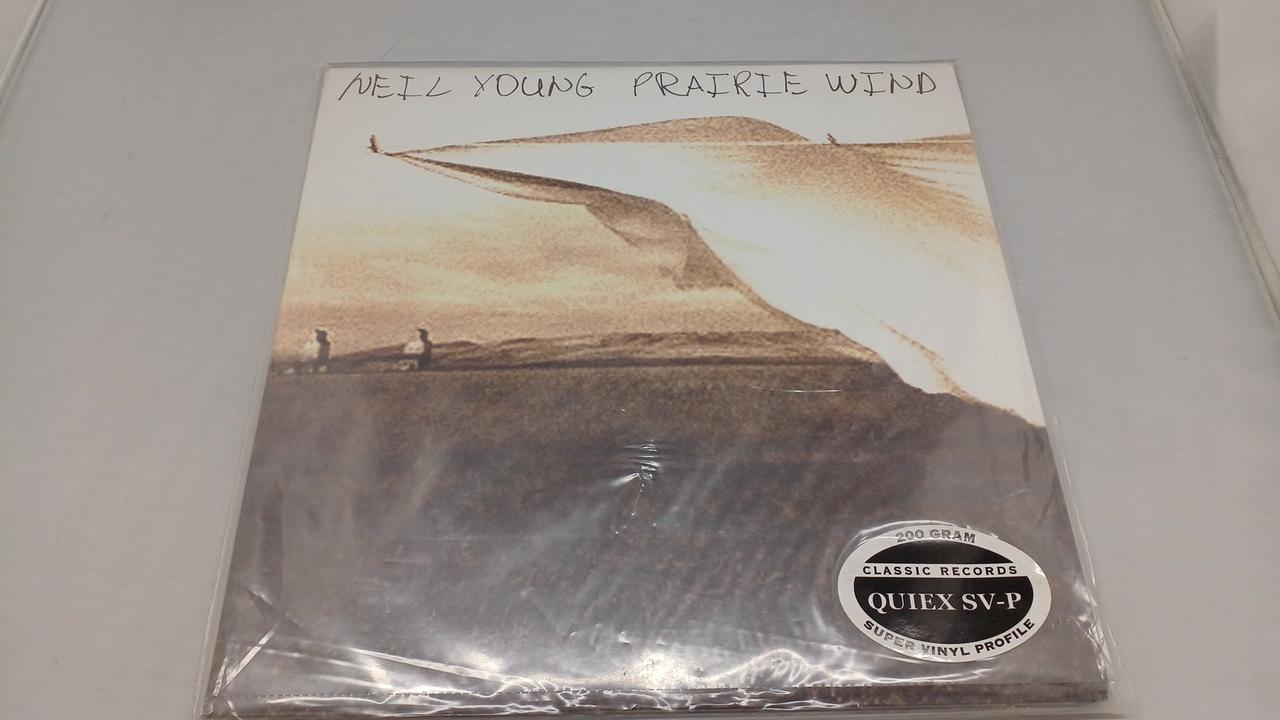 NEIL YOUNG PRAIRIE WIND
200 GRAM
CLASSIC RECORDS
QUIEX SV-P
SUPER VINYL PROFILE